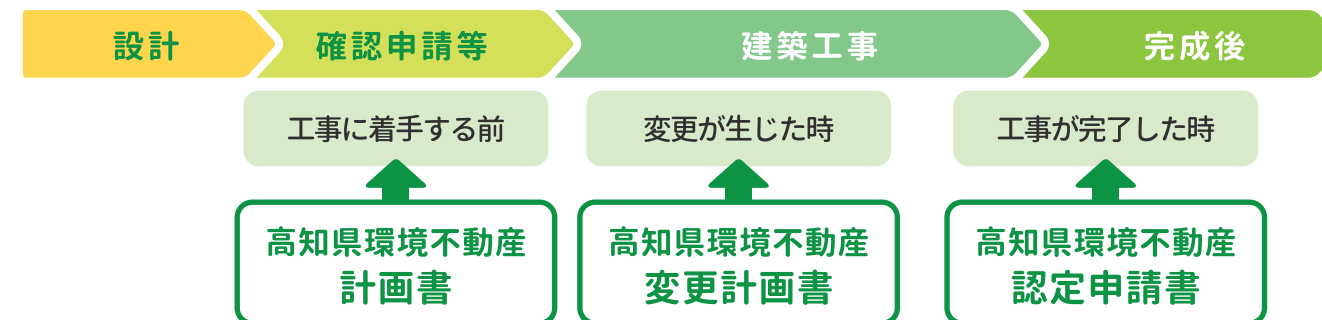 設計
確認申請等
建築工事
完成後
工事に着手する前
変更が生じた時
工事が完了した時
高知県環境不動産
計画書
高知県環境不動産
変更計画書
高知県環境不動産
認定申請書